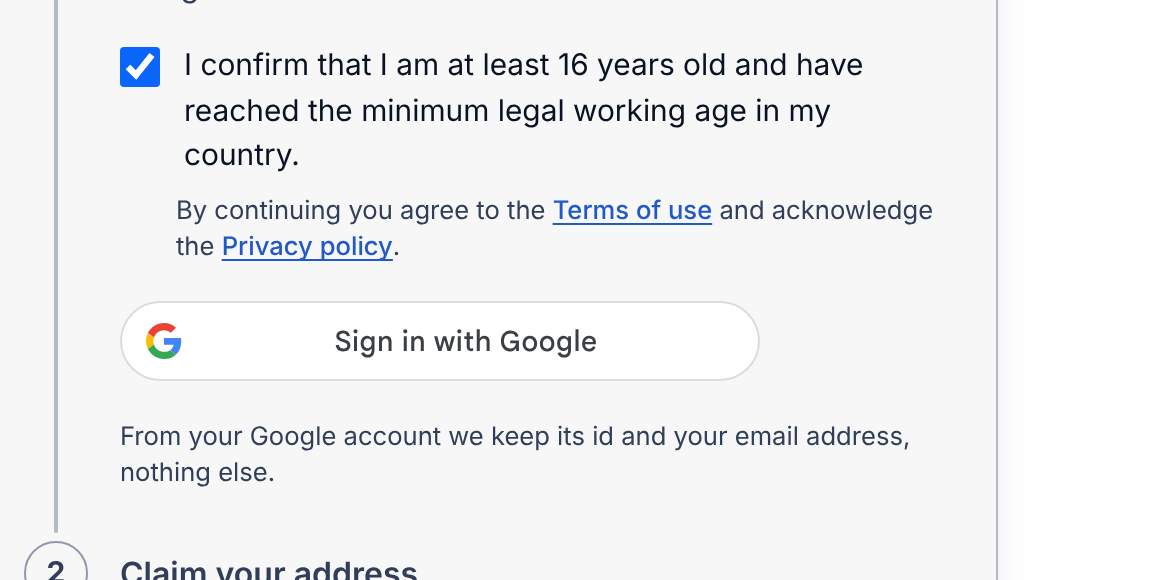 I confirm that I am at least 16 years old and have
reached the minimum legal working age in my
country.
By continuing you agree to the Terms of use and acknowledge
the Privacy policy.
Sign in with Google
From your Google account we keep its id and your email address,
nothing else.
2
Claim your address